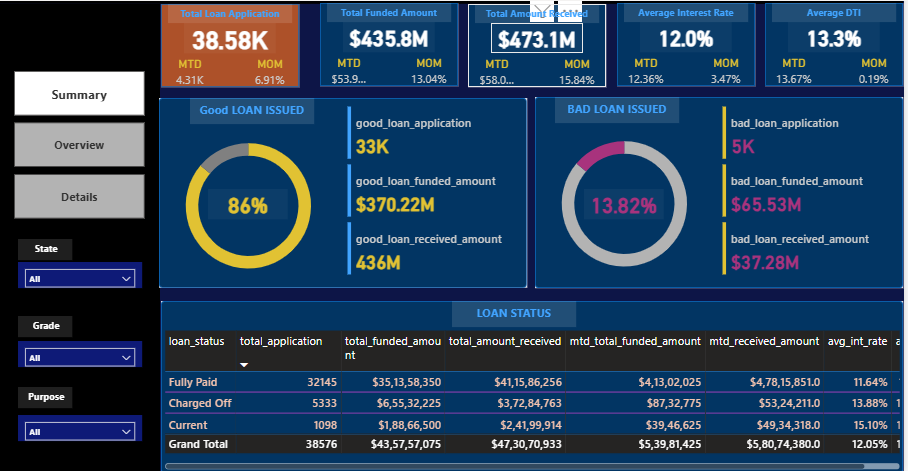 Total Loan Application
38.58K
MTD MOM
4.31K 6.91%
Total Funded Amount
$435.8M
MTD MOM
$53.9... 13.04%
Total Amount Received
$473.1M
MTD MOM
$58.0... 15.84%
Average Interest Rate
12.0%
MTD MOM
12.36% 3.47%
Average DTI
13.3%
MTD MOM
13.67% 0.19%
Summary
Overview
Details
State
All
Grade
All
Purpose
All
Good LOAN ISSUED
86%
good_loan_application
33K
good_loan_funded_amount
$370.22M
good_loan_received_amount
436M
BAD LOAN ISSUED
13.82%
bad_loan_application
5K
bad_loan_funded_amount
$65.53M
bad_loan_received_amount
$37.28M
LOAN STATUS
loan_status total_application total_funded_amou total_amount_received mtd_total_funded_amount mtd_received_amount avg_int_rate a
nt
Fully Paid 32145 $35,13,58,350 $41,15,86,256 $4,13,02,025 $4,78,15,851.0 11.64%
Charged Off 5333 $6,55,32,225 $3,72,84,763 $87,32,775 $53,24,211.0 13.88% 1
Current 1098 $1,88,66,500 $2,41,99,914 $39,46,625 $49,34,318.0 15.10% 1
Grand Total 38576 $43,57,57,075 $47,30,70,933 $5,39,81,425 $5,80,74,380.0 12.05% 1